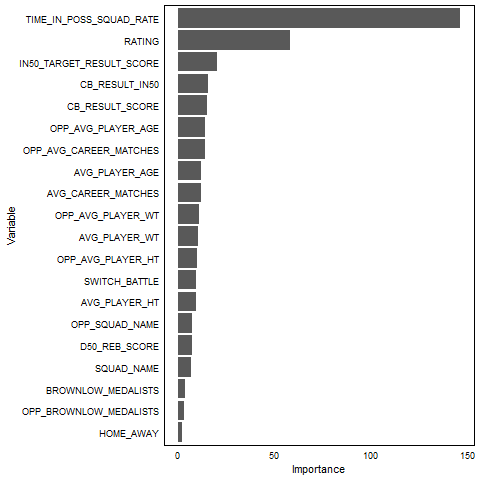 TIME_IN_POSS_SQUAD_RATE
RATING
IN50_TARGET_RESULT_SCORE
CB_RESULT_IN50
CB_RESULT_SCORE
OPP_AVG_PLAYER_AGE
OPP_AVG_CAREER_MATCHES
AVG_PLAYER_AGE
AVG_CAREER_MATCHES
OPP_AVG_PLAYER_WT
AVG_PLAYER_WT
OPP_AVG_PLAYER_HT
SWITCH_BATTLE
AVG_PLAYER_HT
OPP_SQUAD_NAME
D50_REB_SCORE
SQUAD_NAME
BROWNLOW_MEDALISTS
OPP_BROWNLOW_MEDALISTS
HOME_AWAY
Variable
0 50 100 150
Importance